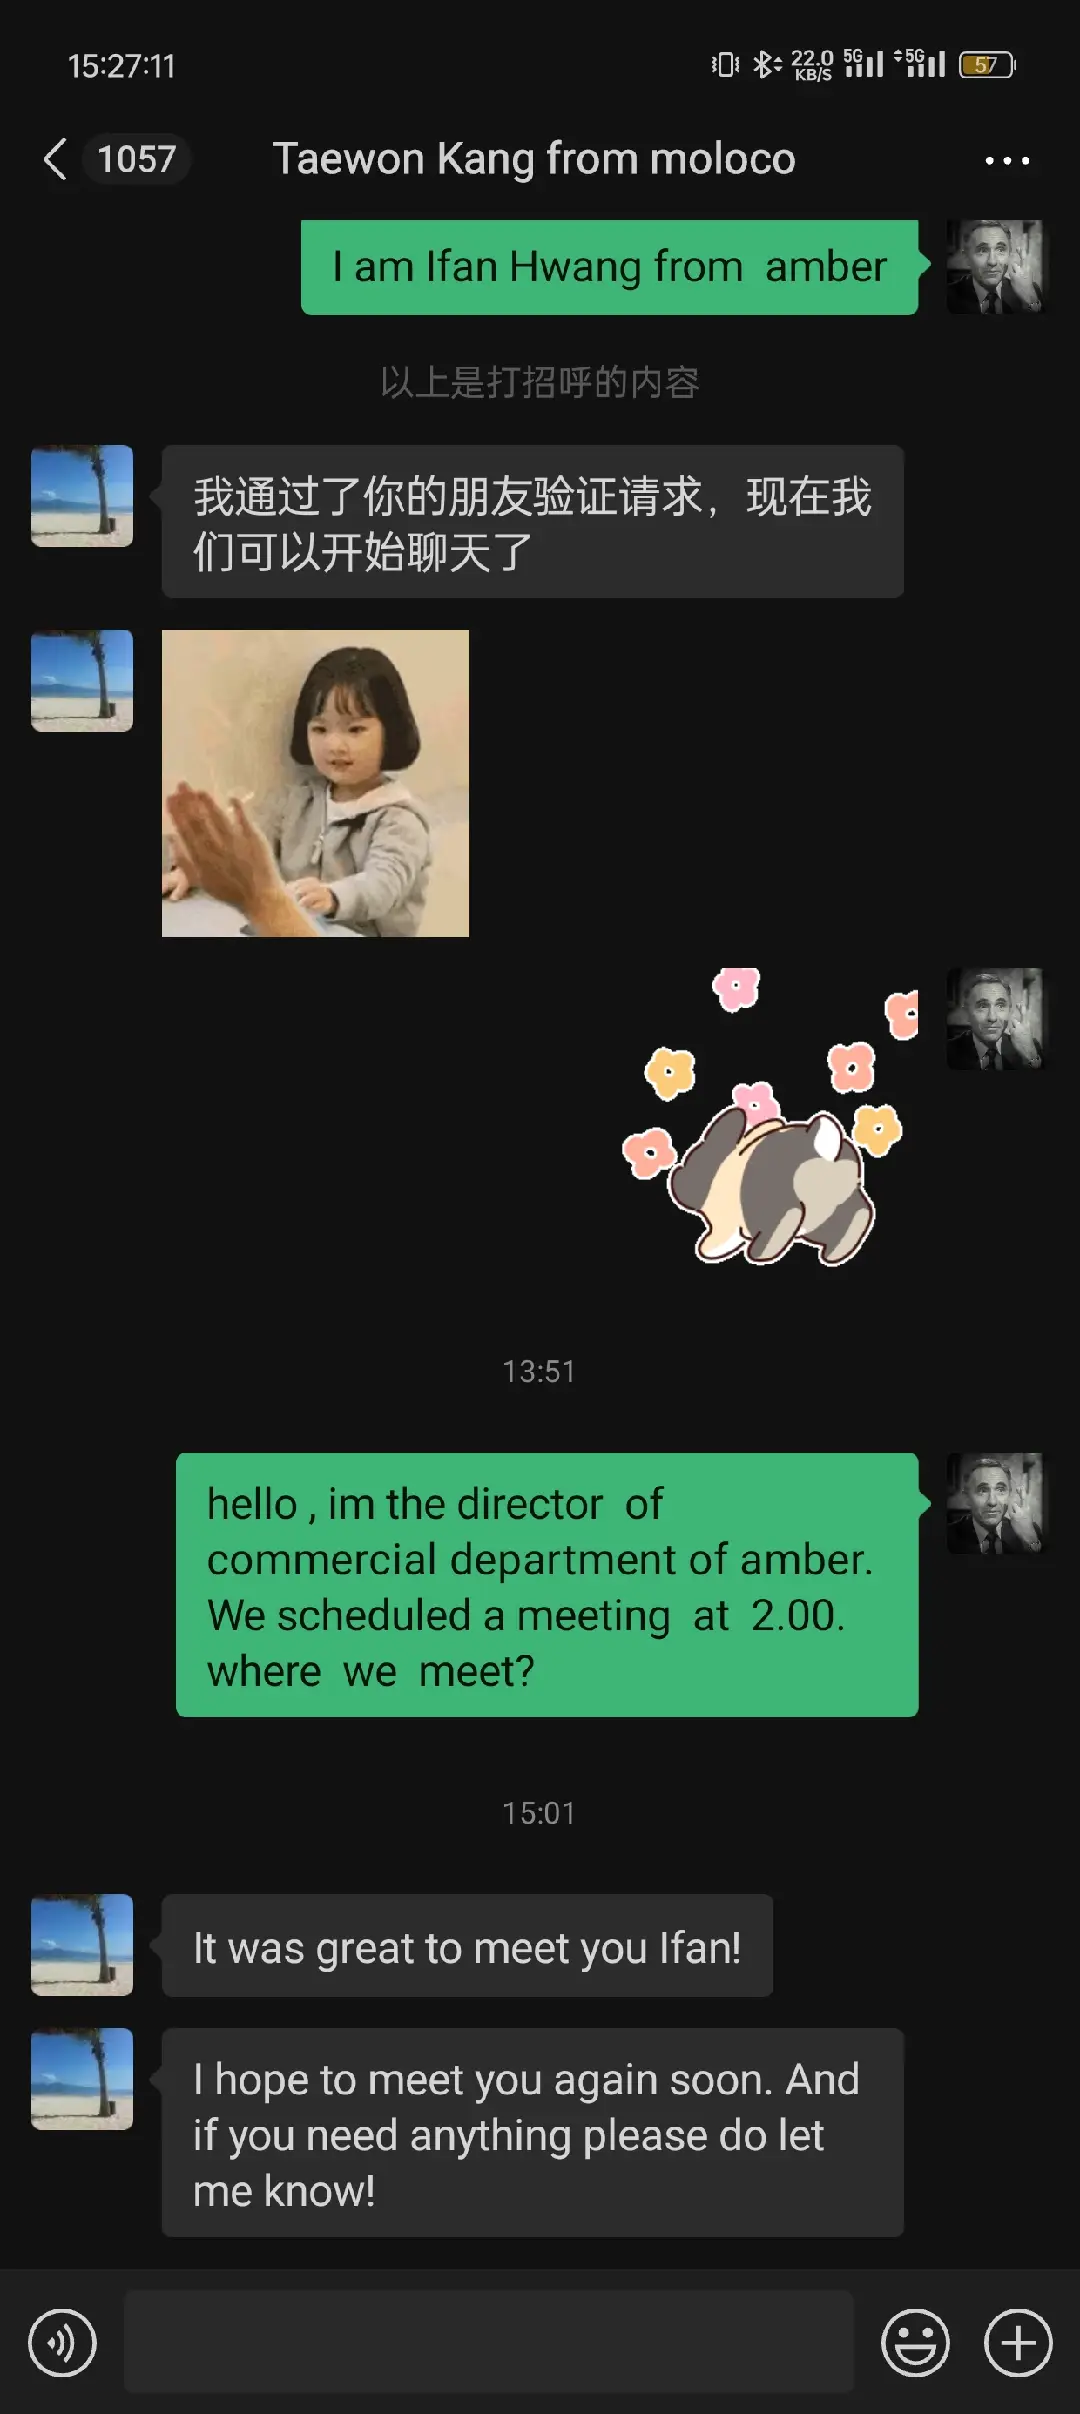 15:27:11
22.0 KB/S 5G 5G 57
1057 Taewon Kang from moloco
I am Ifan Hwang from amber
以上是打招呼的内容
我通过了你的朋友验证请求，现在我
们可以开始聊天了
13:51
hello , im the director of
commercial department of amber.
We scheduled a meeting at 2.00.
where we meet?
15:01
It was great to meet you Ifan!
I hope to meet you again soon. And
if you need anything please do let
me know!